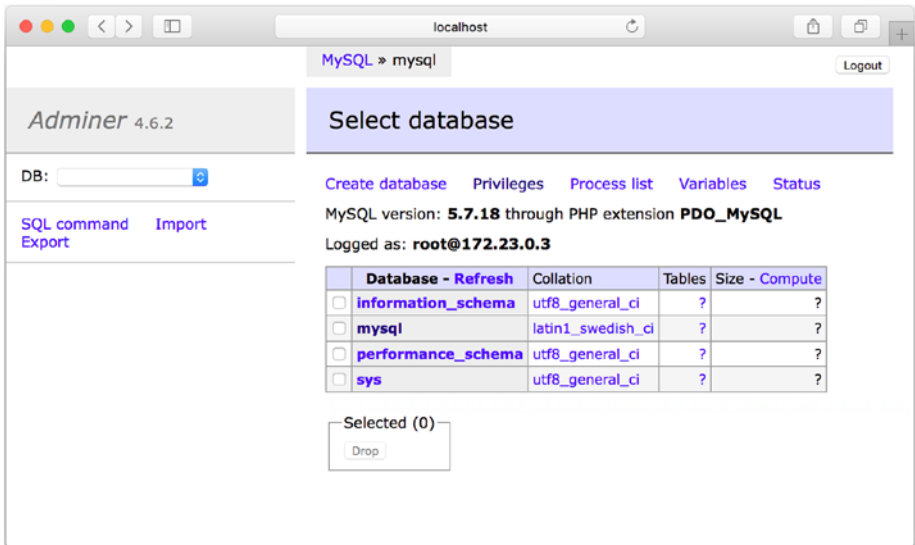 localhost
MySQL » mysql
Logout
Adminer 4.6.2
Select database
DB:
SQL command Import
Export
Create database Privileges Process list Variables Status
MySQL version: 5.7.18 through PHP extension PDO_MySQL
Logged as: root@172.23.0.3
Database - Refresh Collation Tables Size - Compute
information_schema utf8_general_ci ? ?
mysql latin1_swedish_ci ? ?
performance_schema utf8_general_ci ? ?
sys utf8_general_ci ? ?
Selected (0)
Drop